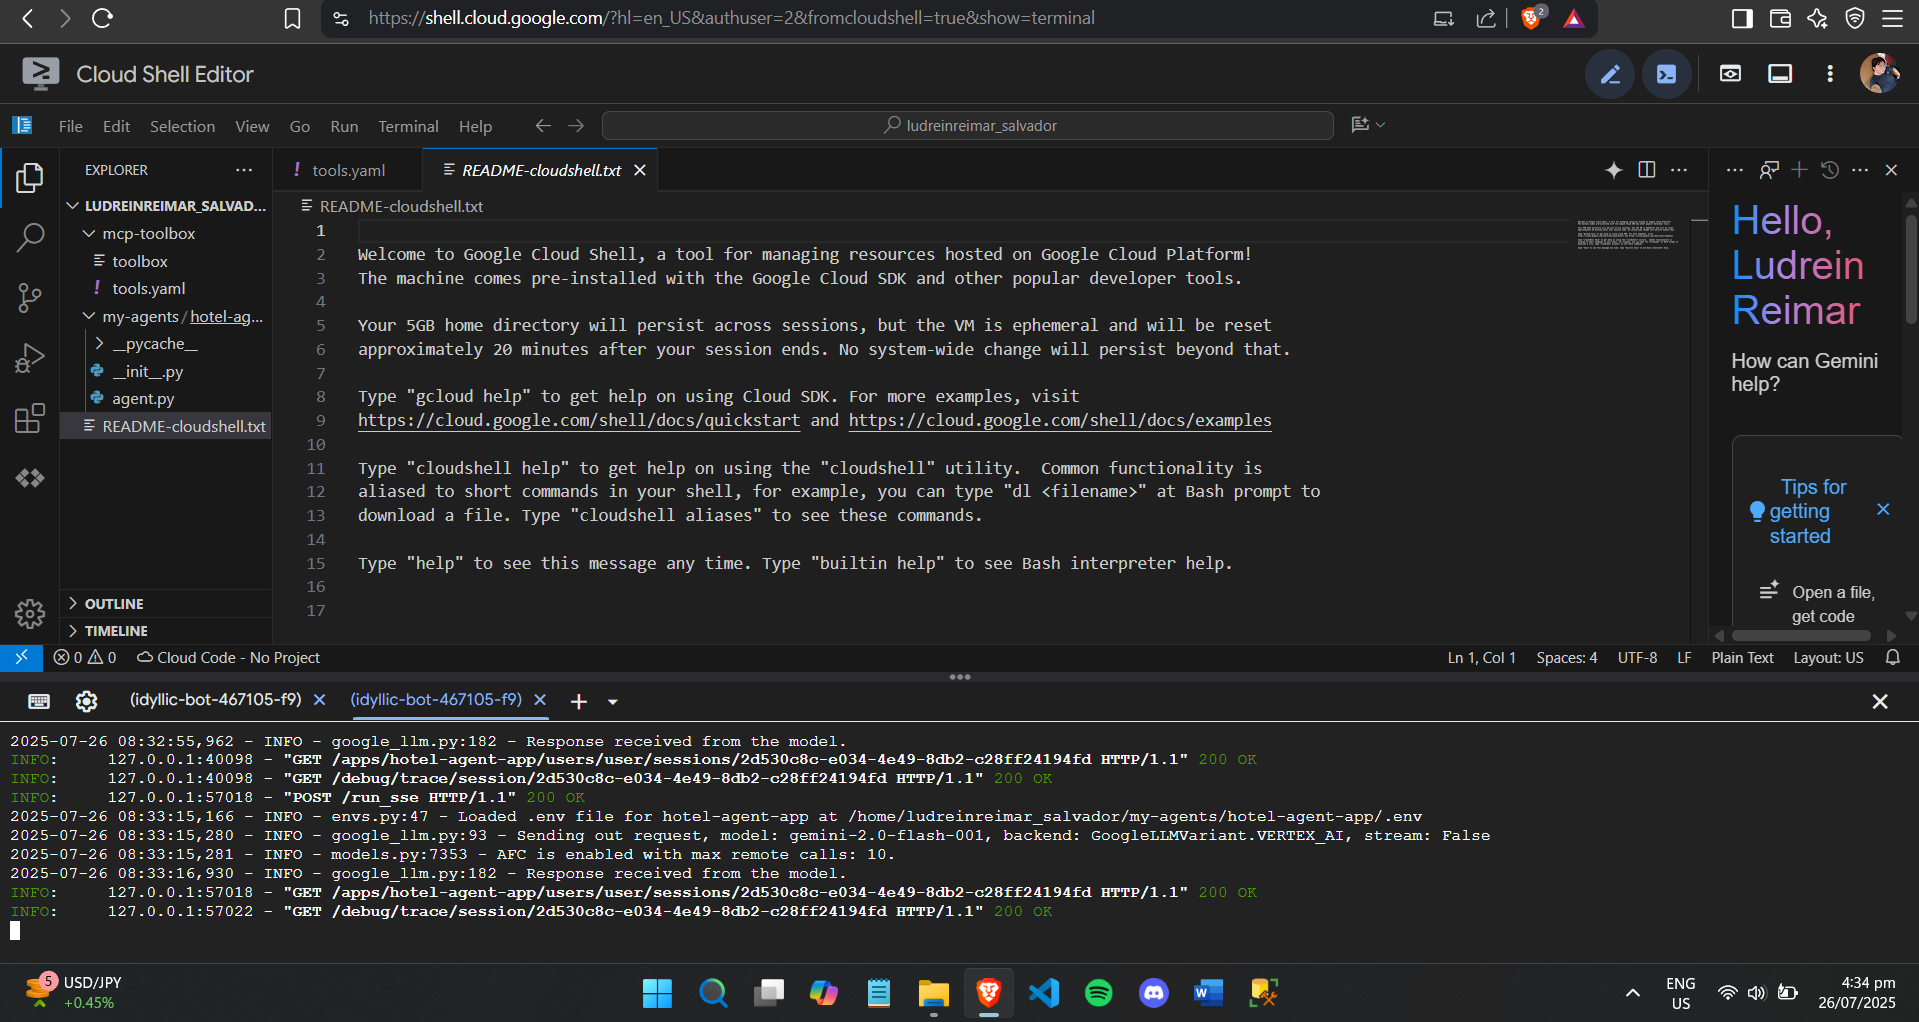 https://shell.cloud.google.com/?hl=en_US&authuser=2&fromcloudshell=true&show=terminal
2
Cloud Shell Editor
File Edit Selection View Go Run Terminal Help
ludreinreimar_salvador
EXPLORER
LUDREINREIMAR_SALVAD...
mcp-toolbox
toolbox
! tools.yaml
my-agents/hotel-ag...
__pycache__
__init__.py
agent.py
README-cloudshell.txt
OUTLINE
TIMELINE
! tools.yaml
README-cloudshell.txt
README-cloudshell.txt
1
2 Welcome to Google Cloud Shell, a tool for managing resources hosted on Google Cloud Platform!
3 The machine comes pre-installed with the Google Cloud SDK and other popular developer tools.
4
5 Your 5GB home directory will persist across sessions, but the VM is ephemeral and will be reset
6 approximately 20 minutes after your session ends. No system-wide change will persist beyond that.
7
8 Type "gcloud help" to get help on using Cloud SDK. For more examples, visit
9 https://cloud.google.com/shell/docs/quickstart and https://cloud.google.com/shell/docs/examples
10
11 Type "cloudshell help" to get help on using the "cloudshell" utility.  Common functionality is
12 aliased to short commands in your shell, for example, you can type "dl <filename>" at Bash prompt to
13 download a file. Type "cloudshell aliases" to see these commands.
14
15 Type "help" to see this message any time. Type "builtin help" to see Bash interpreter help.
16
17
Hello,
Ludrein
Reimar
How can Gemini
help?
Tips for
getting
started
Open a file,
get code
0 0 Cloud Code - No Project
Ln 1, Col 1 Spaces: 4 UTF-8 LF Plain Text Layout: US
(idyllic-bot-467105-f9) (idyllic-bot-467105-f9)
2025-07-26 08:32:55,962 - INFO - google_llm.py:182 - Response received from the model.
INFO: 127.0.0.1:40098 - "GET /apps/hotel-agent-app/users/user/sessions/2d530c8c-e034-4e49-8db2-c28ff24194fd HTTP/1.1" 200 OK
INFO: 127.0.0.1:40098 - "GET /debug/trace/session/2d530c8c-e034-4e49-8db2-c28ff24194fd HTTP/1.1" 200 OK
INFO: 127.0.0.1:57018 - "POST /run_sse HTTP/1.1" 200 OK
2025-07-26 08:33:15,166 - INFO - envs.py:47 - Loaded .env file for hotel-agent-app at /home/ludreinreimar_salvador/my-agents/hotel-agent-app/.env
2025-07-26 08:33:15,280 - INFO - google_llm.py:93 - Sending out request, model: gemini-2.0-flash-001, backend: GoogleLLMVariant.VERTEX_AI, stream: False
2025-07-26 08:33:15,281 - INFO - models.py:7353 - AFC is enabled with max remote calls: 10.
2025-07-26 08:33:16,930 - INFO - google_llm.py:182 - Response received from the model.
INFO: 127.0.0.1:57018 - "GET /apps/hotel-agent-app/users/user/sessions/2d530c8c-e034-4e49-8db2-c28ff24194fd HTTP/1.1" 200 OK
INFO: 127.0.0.1:57022 - "GET /debug/trace/session/2d530c8c-e034-4e49-8db2-c28ff24194fd HTTP/1.1" 200 OK
5
USD/JPY
+0.45%
ENG
US
4:34 pm
26/07/2025